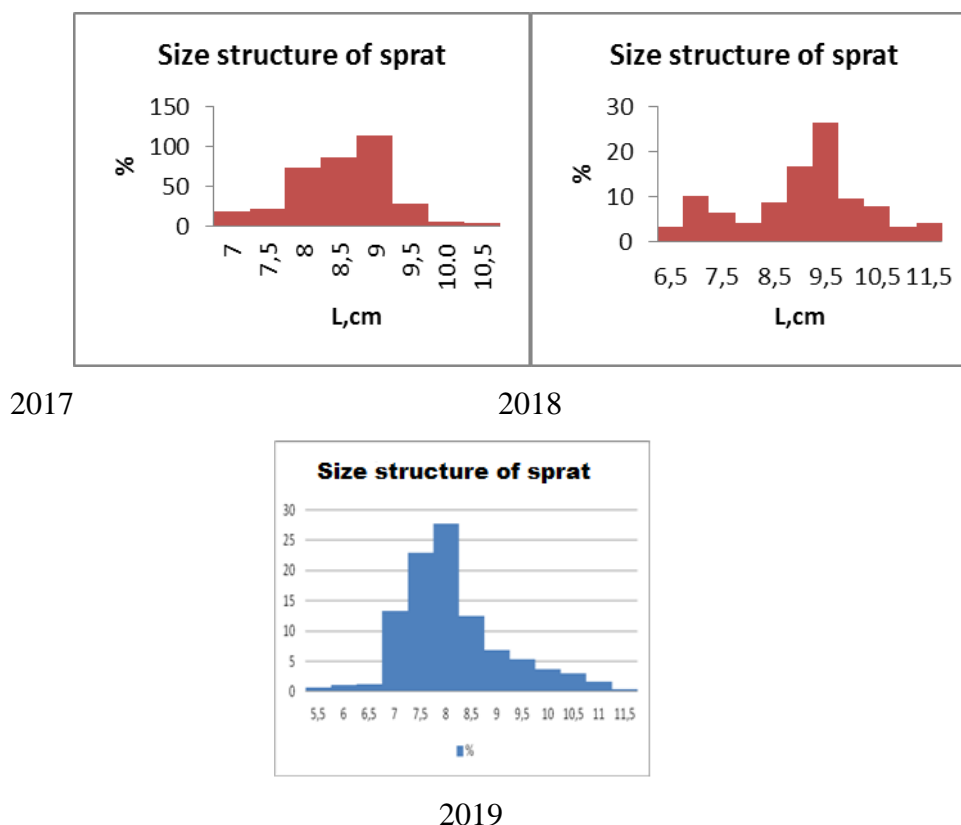 Size structure of sprat
150
100
50
0
%
7 7,5 8 8,5 9 9,5 10.0 10,5
L,cm
Size structure of sprat
30
20
10
0
%
6,5 7,5 8,5 9,5 10,5 11,5
L,cm
2017 2018
Size structure of sprat
30
25
20
15
10
5
0
5,5 6 6,5 7 7,5 8 8,5 9 9,5 10 10,5 11 11,5
%
2019